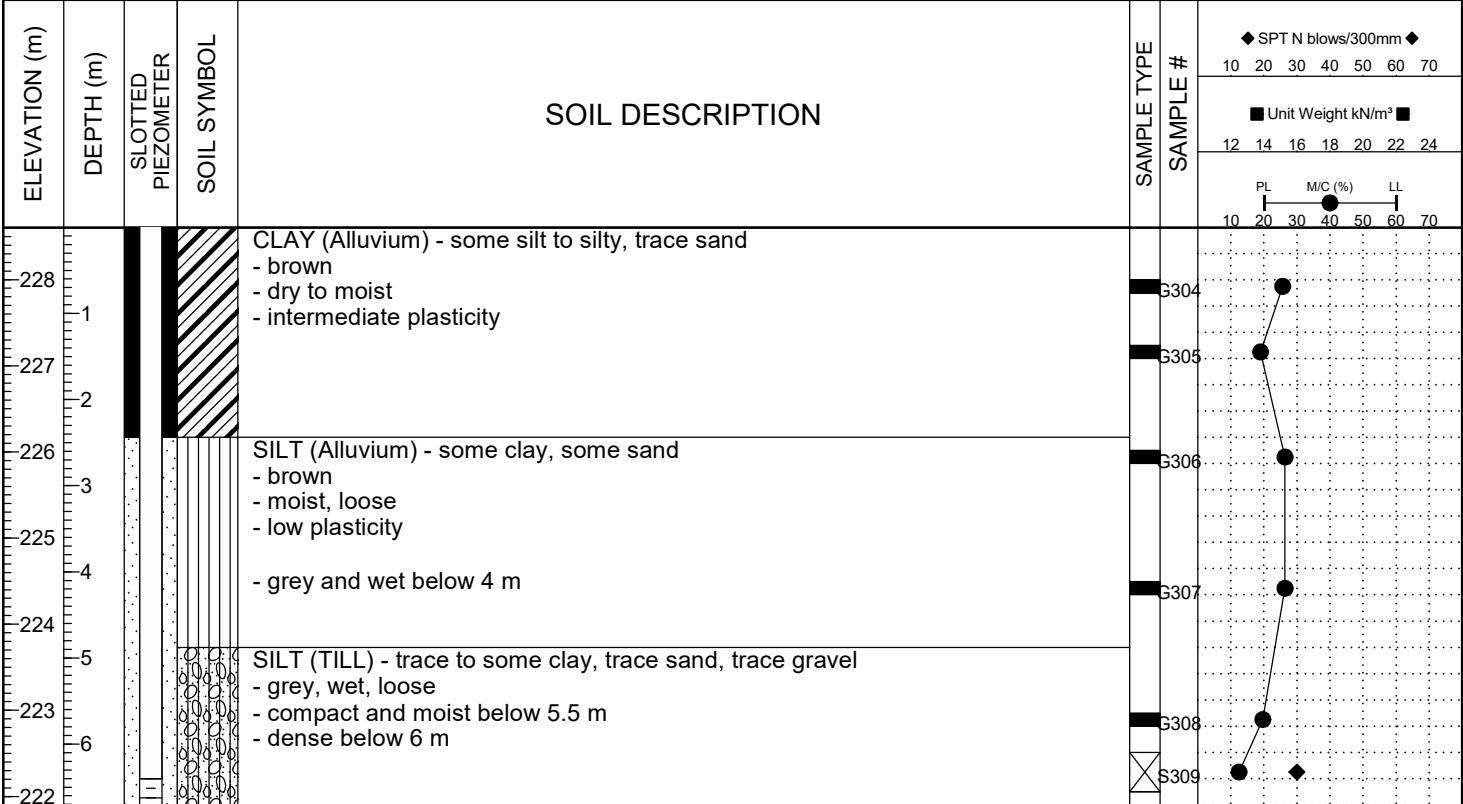 ELEVATION (m)
DEPTH (m)
SLOTTED
PIEZOMETER
SOIL SYMBOL
SOIL DESCRIPTION
SAMPLE TYPE
SAMPLE #
◆ SPT N blows/300mm ◆
10 20 30 40 50 60 70
■ Unit Weight kN/m³ ■
12 14 16 18 20 22 24
PL M/C (%) LL
10 20 30 40 50 60 70
CLAY (Alluvium) - some silt to silty, trace sand
- brown
228
- dry to moist
G304
1
- intermediate plasticity
G305
227
2
226
SILT (Alluvium) - some clay, some sand
G306
- brown
3
- moist, loose
- low plasticity
225
4
- grey and wet below 4 m
G307
224
5
SILT (TILL) - trace to some clay, trace sand, trace gravel
- grey, wet, loose
223
- compact and moist below 5.5 m
G308
6
- dense below 6 m
S309
222